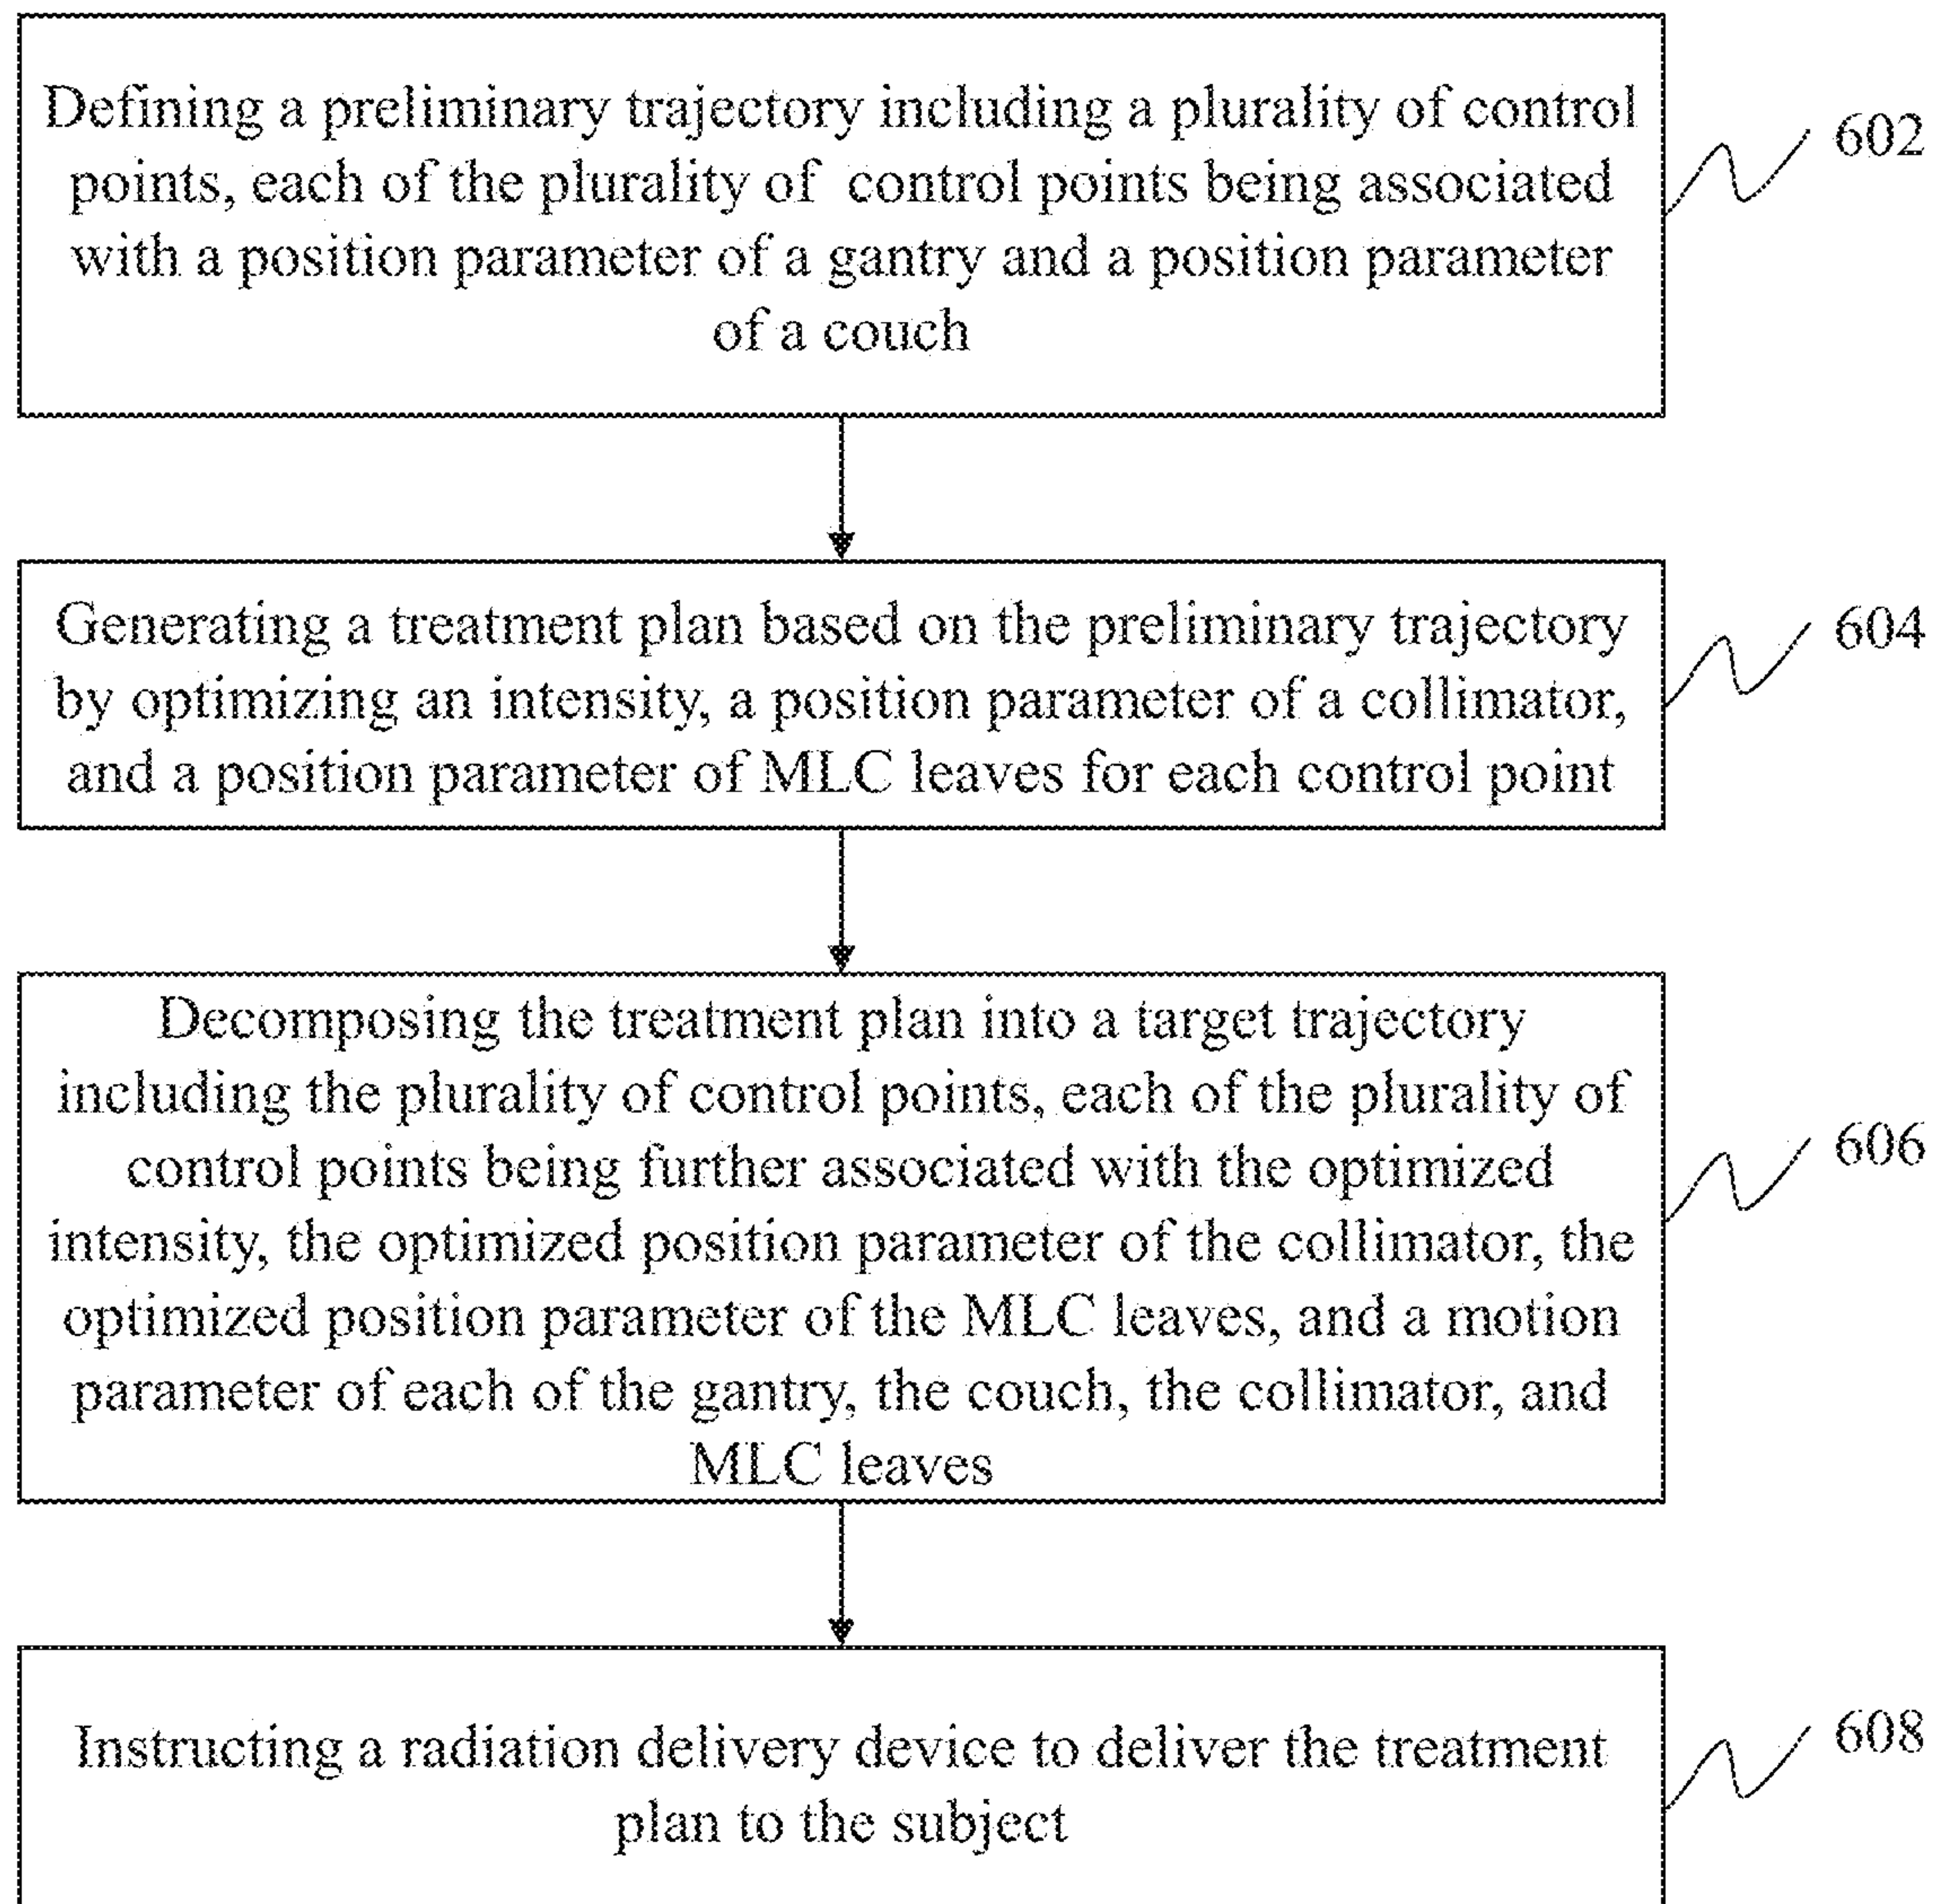 Defining a preliminary trajectory including a plurality of control
points, each of the plurality of control points being associated
with a position parameter of a gantry and a position parameter
of a couch
602
Generating a treatment plan based on the preliminary trajectory
by optimizing an intensity, a position parameter of a collimator,
and a position parameter of MLC leaves for each control point
604
Decomposing the treatment plan into a target trajectory
including the plurality of control points, each of the plurality of
control points being further associated with the optimized
intensity, the optimized position parameter of the collimator, the
optimized position parameter of the MLC leaves, and a motion
parameter of each of the gantry, the couch, the collimator, and
MLC leaves
606
Instructing a radiation delivery device to deliver the treatment
plan to the subject
608